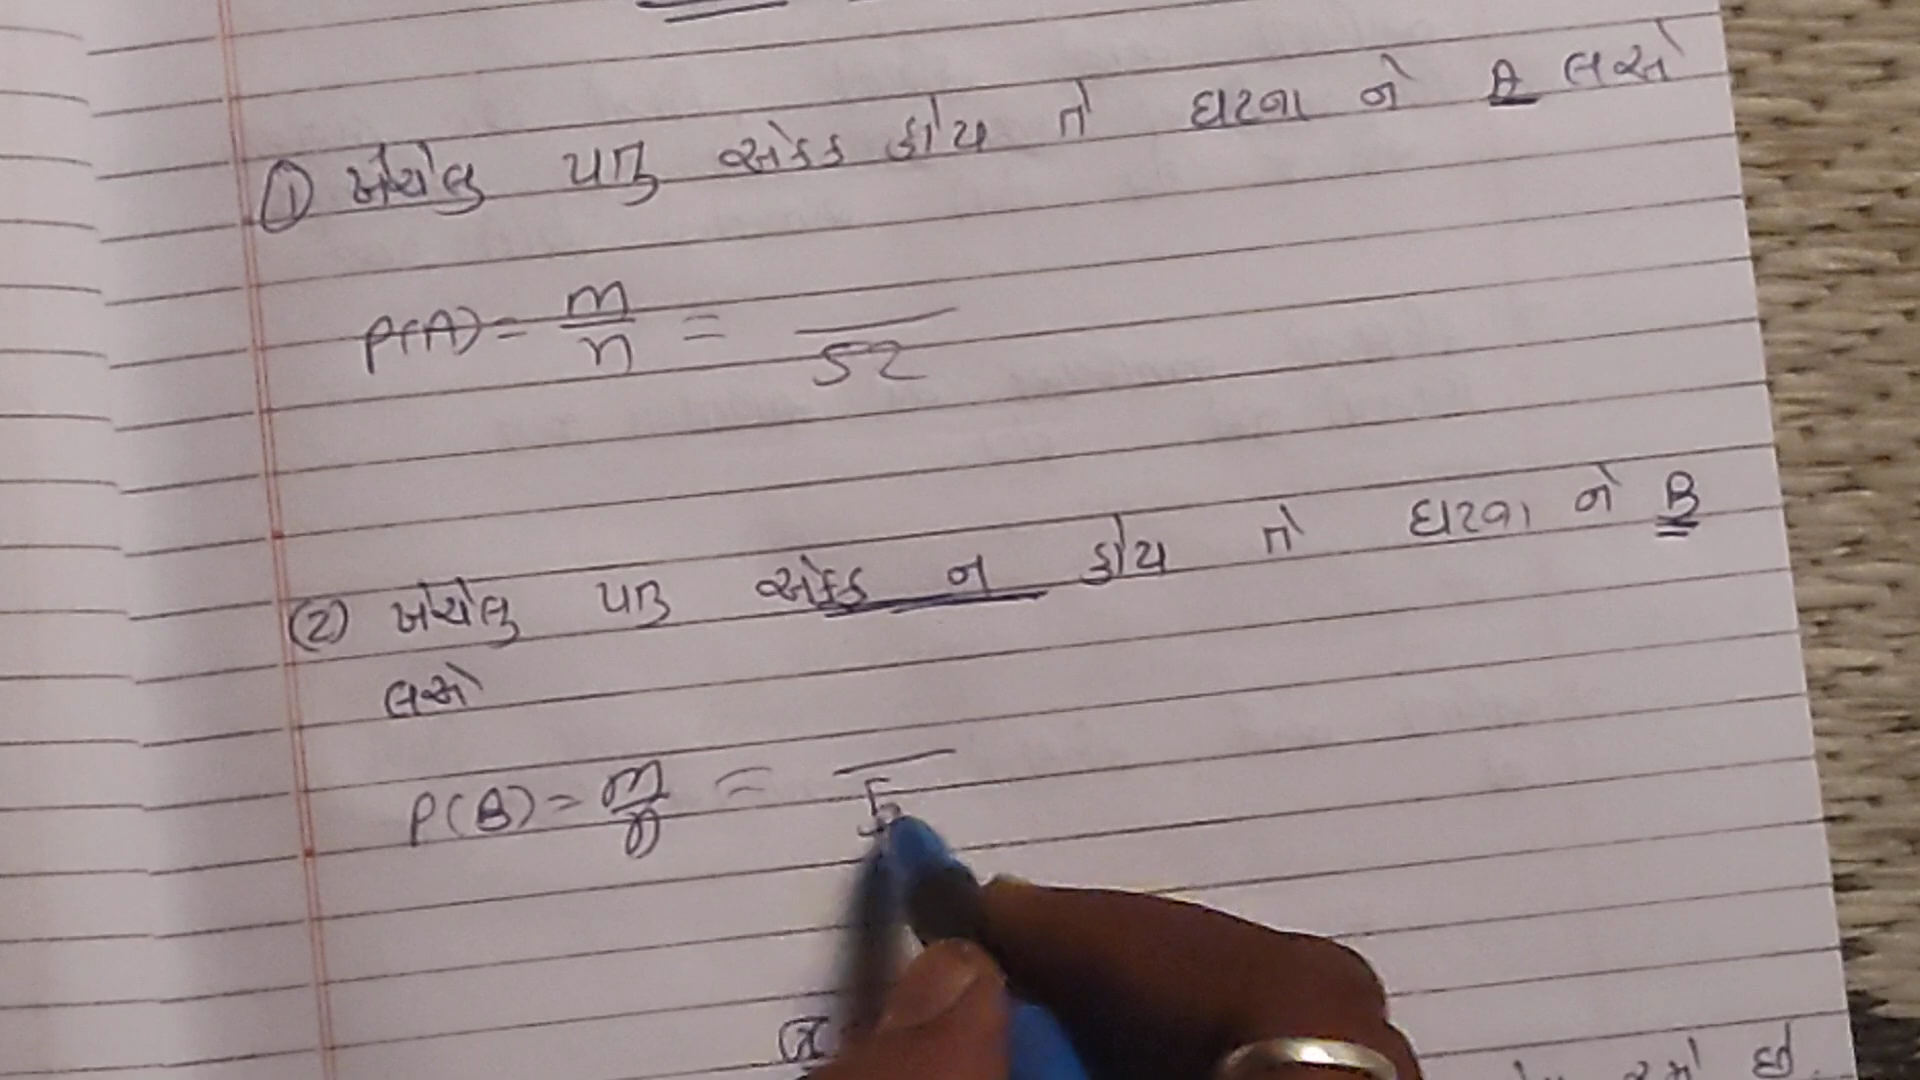 ① ખેંચેલુ પત્તુ એક્કો હોય તો ઘટના ને A લઈએ
P(A) = m/n = /52
(2) ખેંચેલુ પત્તુ એક્કો ન હોય તો ઘટના ને B
લઈએ
P(B) = m/n = /5